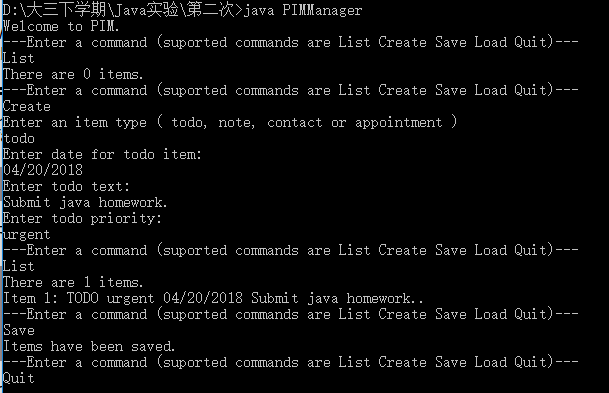 D:\大三下学期\Java实验\第二次>java PIMManager
Welcome to PIM.
---Enter a command (suported commands are List Create Save Load Quit)---
List
There are 0 items.
---Enter a command (suported commands are List Create Save Load Quit)---
Create
Enter an item type ( todo, note, contact or appointment )
todo
Enter date for todo item:
04/20/2018
Enter todo text:
Submit java homework.
Enter todo priority:
urgent
---Enter a command (suported commands are List Create Save Load Quit)---
List
There are 1 items.
Item 1: TODO urgent 04/20/2018 Submit java homework..
---Enter a command (suported commands are List Create Save Load Quit)---
Save
Items have been saved.
---Enter a command (suported commands are List Create Save Load Quit)---
Quit